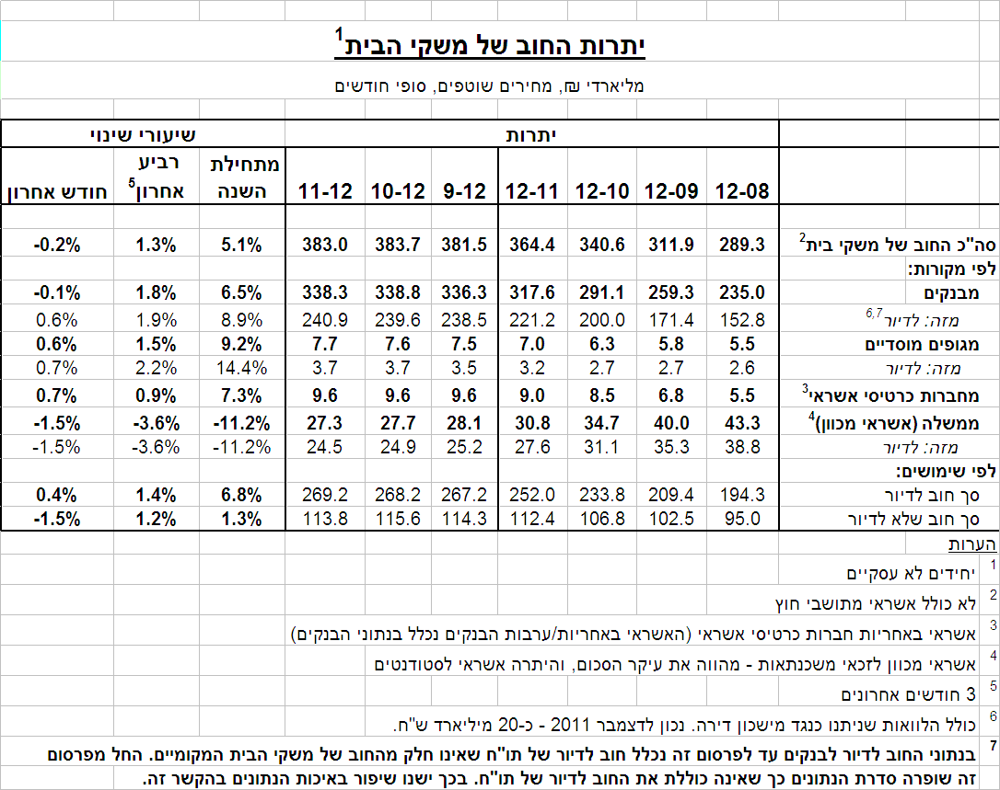 יתרות החוב של משקי הבית1
מליארדי ₪, מחירים שוטפים, סופי חודשים
יתרות שיעורי שינוי
12-08 12-09 12-10 12-11 9-12 10-12 11-12 מתחילת השנה רביע אחרון5 חודש אחרון
סה"כ החוב של משקי בית2 289.3 311.9 340.6 364.4 381.5 383.7 383.0 5.1% 1.3% -0.2%
לפי מקורות:
מבנקים 235.0 259.3 291.1 317.6 336.3 338.8 338.3 6.5% 1.8% -0.1%
מזה: לדיור6,7 152.8 171.4 200.0 221.2 238.5 239.6 240.9 8.9% 1.9% 0.6%
מגופים מוסדיים 5.5 5.8 6.3 7.0 7.5 7.6 7.7 9.2% 1.5% 0.6%
מזה: לדיור 2.6 2.7 2.7 3.2 3.5 3.7 3.7 14.4% 2.2% 0.7%
מחברות כרטיסי אשראי3 5.5 6.8 8.5 9.0 9.6 9.6 9.6 7.3% 0.9% 0.7%
ממשלה (אשראי מכוון)4 43.3 40.0 34.7 30.8 28.1 27.7 27.3 -11.2% -3.6% -1.5%
מזה: לדיור 38.8 35.3 31.1 27.6 25.2 24.9 24.5 -11.2% -3.6% -1.5%
לפי שימושים:
סך חוב לדיור 194.3 209.4 233.8 252.0 267.2 268.2 269.2 6.8% 1.4% 0.4%
סך חוב שלא לדיור 95.0 102.5 106.8 112.4 114.3 115.6 113.8 1.3% 1.2% -1.5%
הערות
1 יחידים לא עסקיים
2 לא כולל אשראי מתושבי חוץ
3 אשראי באחריות חברות כרטיסי אשראי (האשראי באחריות/ערבות הבנקים נכלל בנתוני הבנקים)
4 אשראי מכוון לזכאי משכנתאות - מהווה את עיקר הסכום, והיתרה אשראי לסטודנטים
5 3 חודשים אחרונים
6 כולל הלוואות שניתנו כנגד מישכון דירה. נכון לדצמבר 2011 - כ-20 מיליארד ש"ח.
7 בנתוני החוב לדיור לבנקים עד לפרסום זה נכלל חוב לדיור של תו"ח שאינו חלק מהחוב של משקי הבית המקומיים. החל מפרסום
זה שופרה סדרת הנתונים כך שאינה כוללת את החוב לדיור של תו"ח. בכך ישנו שיפור באיכות הנתונים בהקשר זה.